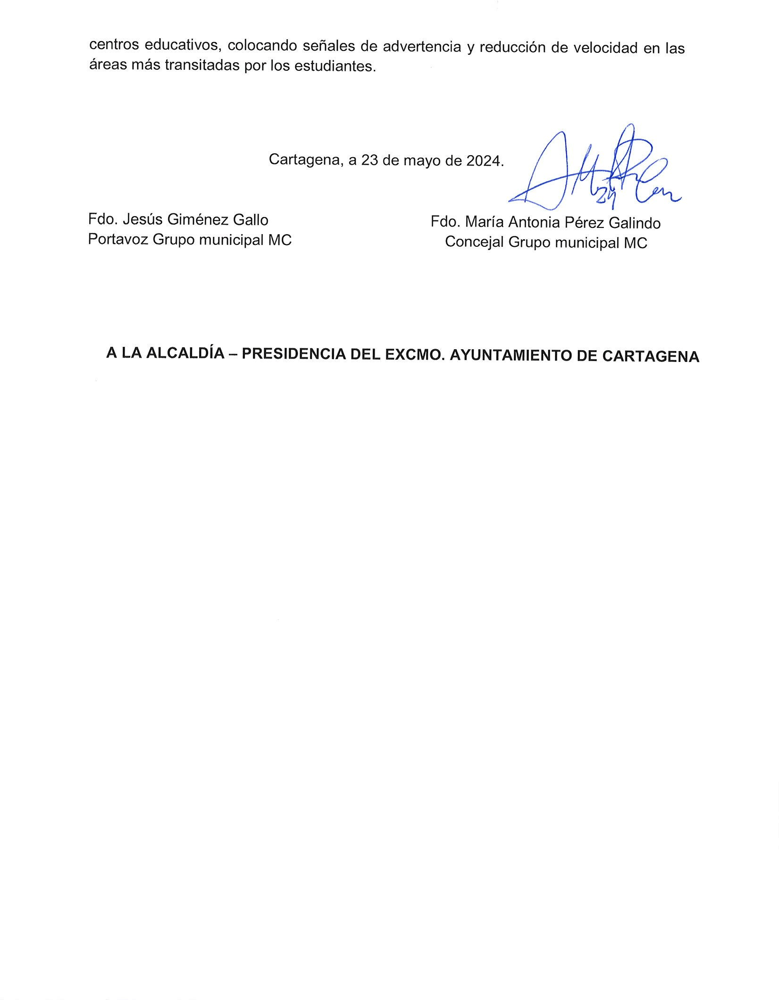 centros educativos, colocando señales de advertencia y reducción de velocidad en las
áreas más transitadas por los estudiantes.
Cartagena, a 23 de mayo de 2024.
Fdo. Jesús Giménez Gallo
Portavoz Grupo municipal MC
Fdo. María Antonia Pérez Galindo
Concejal Grupo municipal MC
A LA ALCALDÍA – PRESIDENCIA DEL EXCMO. AYUNTAMIENTO DE CARTAGENA